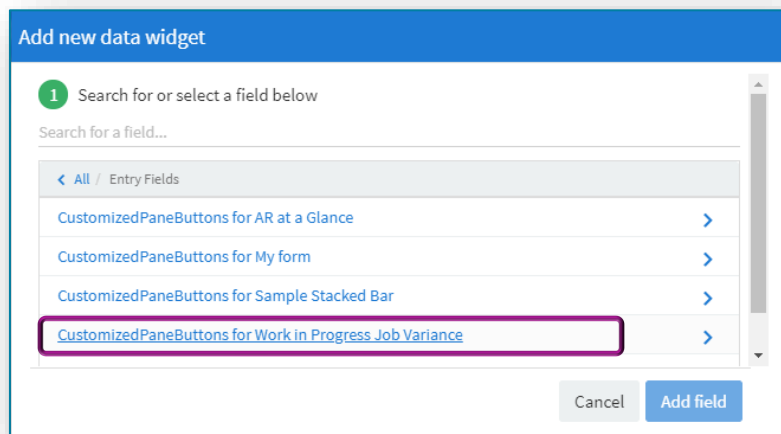 Add new data widget
1 Search for or select a field below
Search for a field...
All / Entry Fields
CustomizedPaneButtons for AR at a Glance
CustomizedPaneButtons for My form
CustomizedPaneButtons for Sample Stacked Bar
CustomizedPaneButtons for Work in Progress Job Variance
Cancel Add field